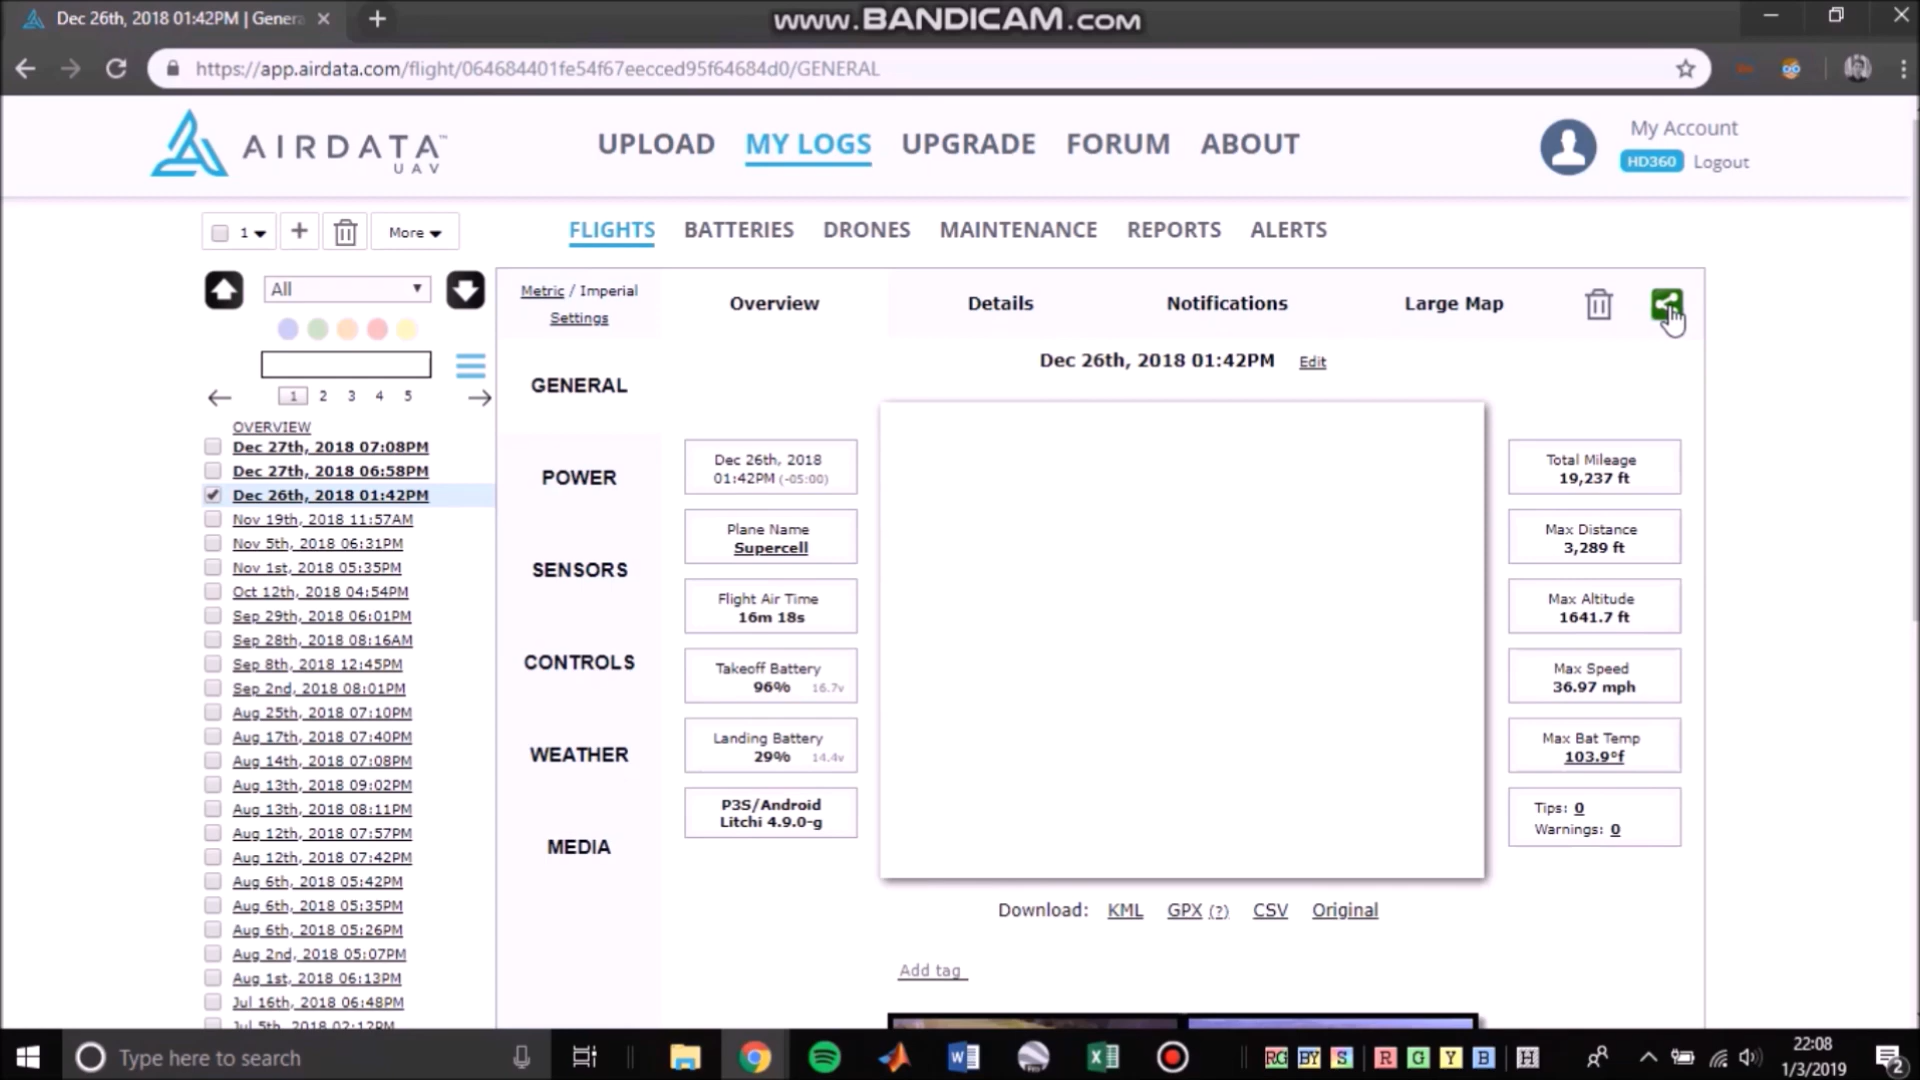 Dec 26th, 2018 01:42PM | Genera
www.BANDICAM.com
https://app.airdata.com/flight/064684401fe54f67eecced95f64684d0/GENERAL
AIRDATA
UAV
UPLOAD
MY LOGS
UPGRADE
FORUM
ABOUT
My Account
HD360
Logout
1
More
FLIGHTS
BATTERIES
DRONES
MAINTENANCE
REPORTS
ALERTS
All
1 2 3 4 5
OVERVIEW
Dec 27th, 2018 07:08PM
Dec 27th, 2018 06:58PM
Dec 26th, 2018 01:42PM
Nov 19th, 2018 11:57AM
Nov 5th, 2018 06:31PM
Nov 1st, 2018 05:35PM
Oct 12th, 2018 04:54PM
Sep 29th, 2018 06:01PM
Sep 28th, 2018 08:16AM
Sep 8th, 2018 12:45PM
Sep 2nd, 2018 08:01PM
Aug 25th, 2018 07:10PM
Aug 17th, 2018 07:40PM
Aug 14th, 2018 07:08PM
Aug 13th, 2018 09:02PM
Aug 13th, 2018 08:11PM
Aug 12th, 2018 07:57PM
Aug 12th, 2018 07:42PM
Aug 6th, 2018 05:42PM
Aug 6th, 2018 05:35PM
Aug 6th, 2018 05:26PM
Aug 2nd, 2018 05:07PM
Aug 1st, 2018 06:13PM
Jul 16th, 2018 06:48PM
Jul 5th, 2018 02:12PM
Metric / Imperial
Settings
Overview
Details
Notifications
Large Map
GENERAL
POWER
SENSORS
CONTROLS
WEATHER
MEDIA
Dec 26th, 2018 01:42PM Edit
Dec 26th, 2018
01:42PM (-05:00)
Plane Name
Supercell
Flight Air Time
16m 18s
Takeoff Battery
96% 16.7v
Landing Battery
29% 14.4v
P3S/Android
Litchi 4.9.0-g
Total Mileage
19,237 ft
Max Distance
3,289 ft
Max Altitude
1641.7 ft
Max Speed
36.97 mph
Max Bat Temp
103.9°f
Tips: 0
Warnings: 0
Download: KML GPX (?) CSV Original
Add tag
Type here to search
RG BY S R G Y B H
22:08
1/3/2019
2